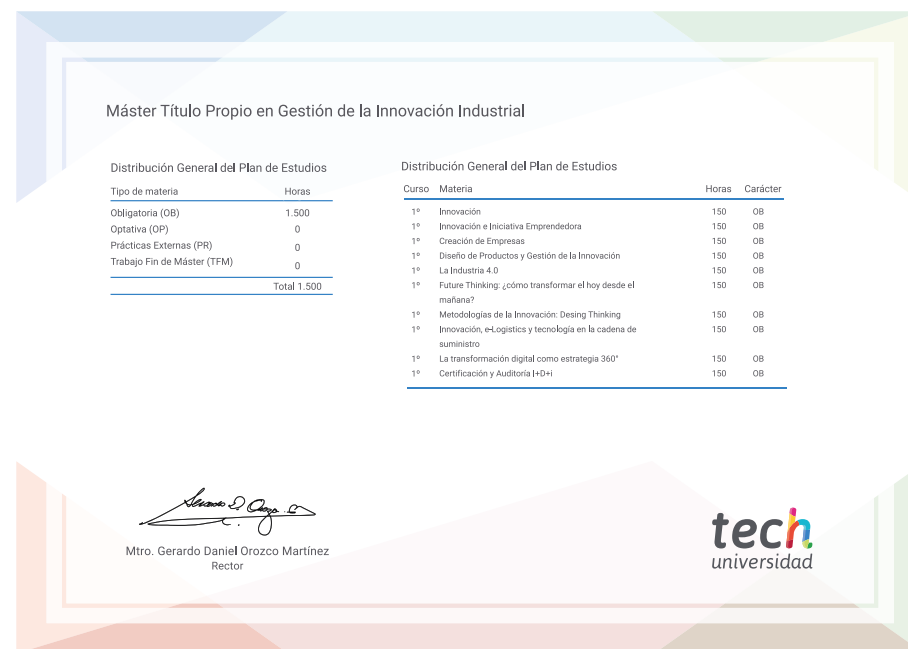 Máster Título Propio en Gestión de la Innovación Industrial
Distribución General del Plan de Estudios
Tipo de materia Horas
Obligatoria (OB) 1.500
Optativa (OP) 0
Prácticas Externas (PR) 0
Trabajo Fin de Máster (TFM) 0
Total 1.500
Distribución General del Plan de Estudios
Curso Materia Horas Carácter
1º Innovación 150 OB
1º Innovación e Iniciativa Emprendedora 150 OB
1º Creación de Empresas 150 OB
1º Diseño de Productos y Gestión de la Innovación 150 OB
1º La Industria 4.0 150 OB
1º Future Thinking: ¿cómo transformar el hoy desde el 150 OB
mañana?
1º Metodologías de la Innovación: Desing Thinking 150 OB
1º Innovación, e-Logistics y tecnología en la cadena de 150 OB
suministro
1º La transformación digital como estrategia 360° 150 OB
1º Certificación y Auditoría I+D+i 150 OB
Mtro. Gerardo Daniel Orozco Martínez
Rector
tech
universidad